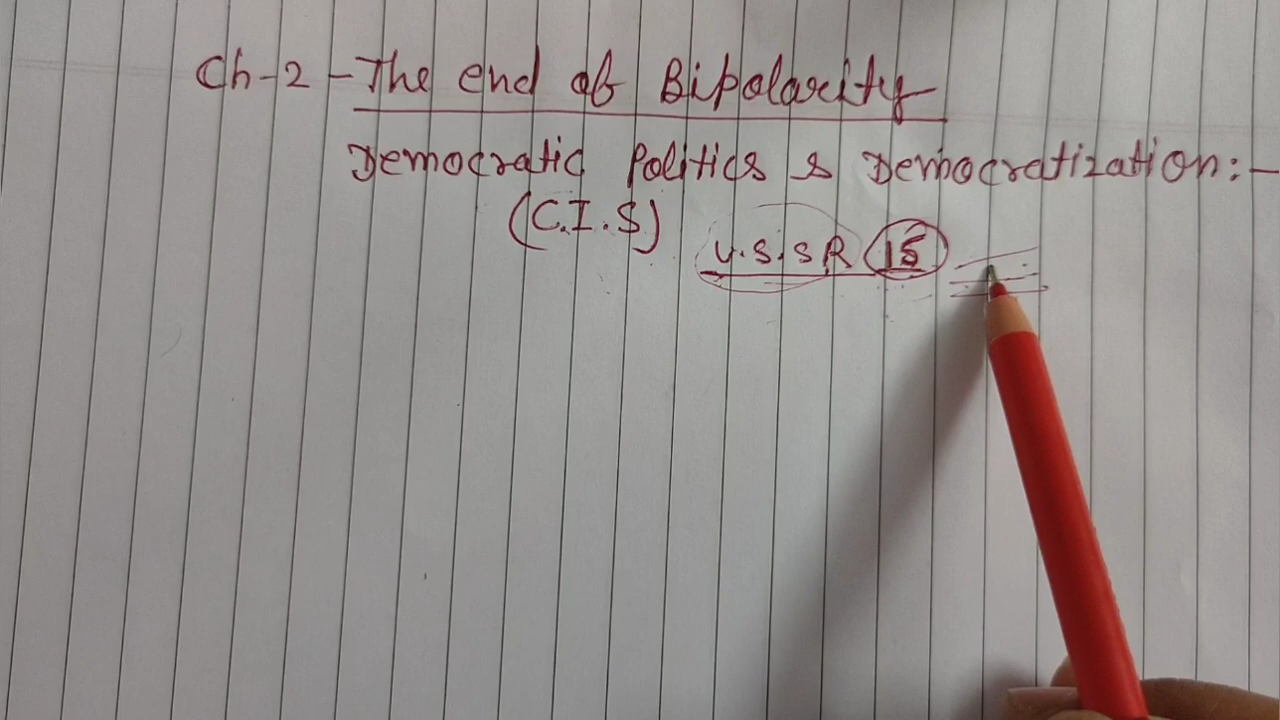 Ch-2-The end of Bipolarity
Democratic Politics & Democratization:-
(C.I.S)
U.S.S.R 15